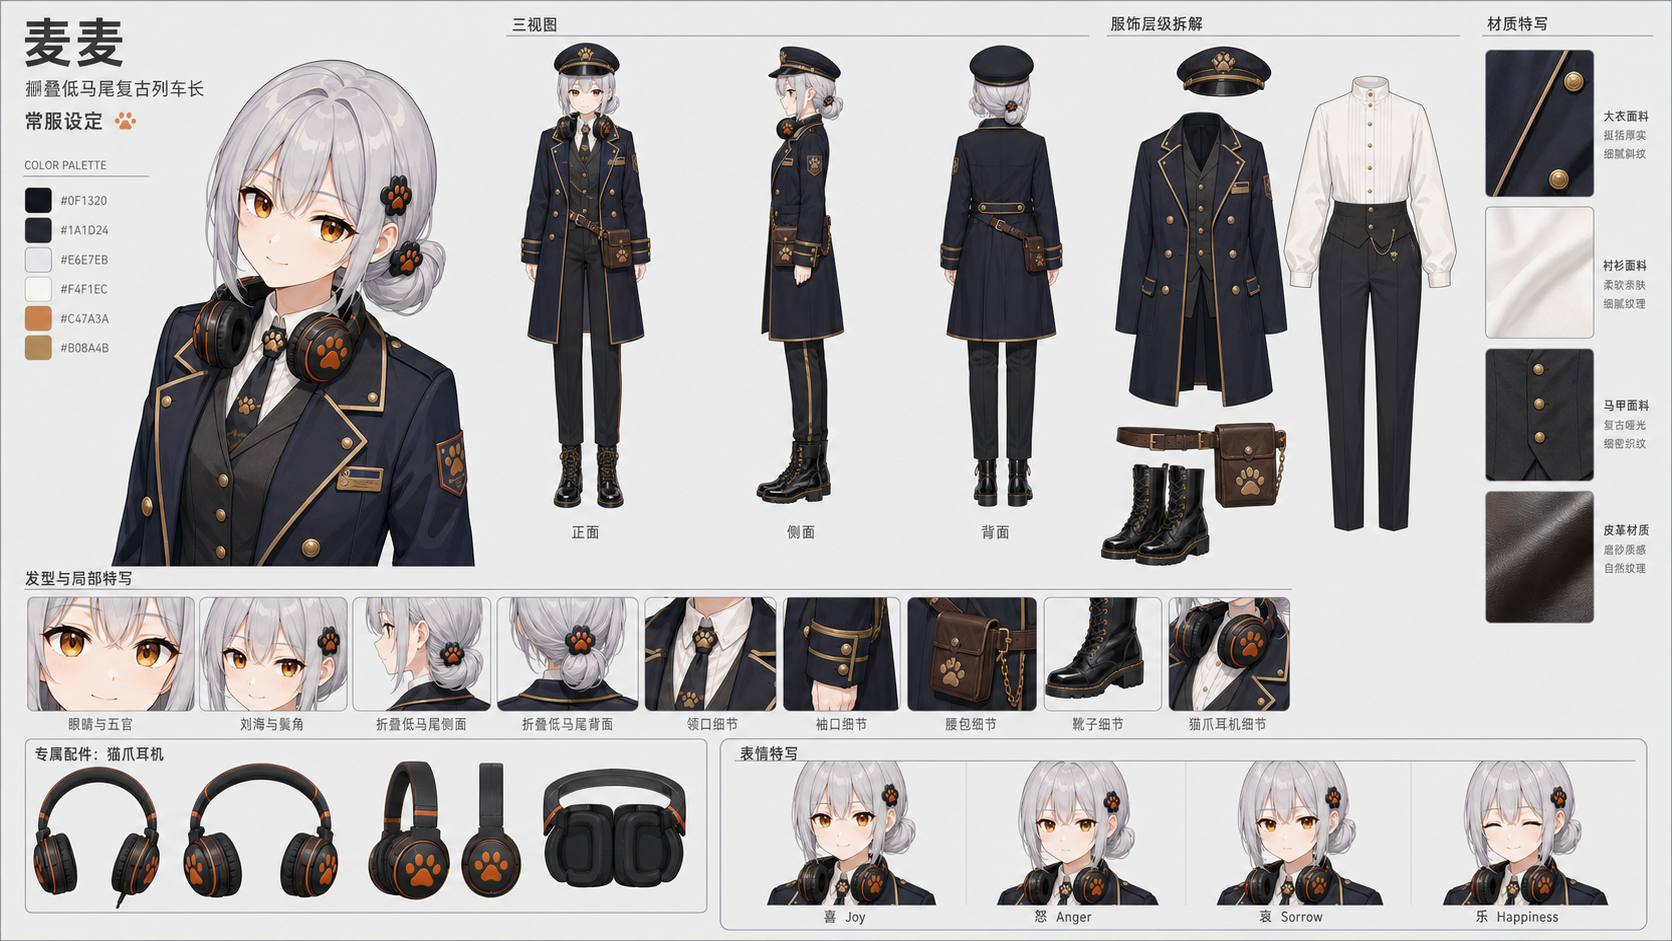 麦麦
折叠低马尾复古列车长
常服设定
COLOR PALETTE
#0F1320
#1A1D24
#E6E7EB
#F4F1EC
#C47A3A
#B08A4B
三视图
正面
侧面
背面
服饰层级拆解
材质特写
大衣面料
挺括厚实
细腻斜纹
衬衫面料
柔软亲肤
细腻纹理
马甲面料
复古哑光
细密织纹
皮革材质
磨砂质感
自然纹理
发型与局部特写
眼睛与五官
刘海与鬓角
折叠低马尾侧面
折叠低马尾背面
领口细节
袖口细节
腰包细节
靴子细节
猫爪耳机细节
专属配件：猫爪耳机
表情特写
喜 Joy
怒 Anger
哀 Sorrow
乐 Happiness